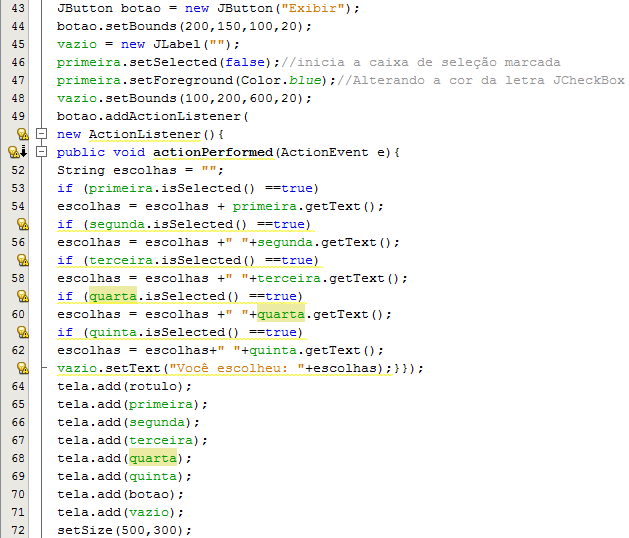 43 JButton botao = new JButton("Exibir");
44 botao.setBounds(200,150,100,20);
45 vazio = new JLabel("");
46 primeira.setSelected(false);//inicia a caixa de seleção marcada
47 primeira.setForeground(Color.blue);//Alterando a cor da letra JCheckBox
48 vazio.setBounds(100,200,600,20);
49 botao.addActionListener(
new ActionListener(){
public void actionPerformed(ActionEvent e){
52 String escolhas = "";
53 if (primeira.isSelected() ==true)
54 escolhas = escolhas + primeira.getText();
if (segunda.isSelected() ==true)
56 escolhas = escolhas +" "+segunda.getText();
if (terceira.isSelected() ==true)
58 escolhas = escolhas +" "+terceira.getText();
if (quarta.isSelected() ==true)
60 escolhas = escolhas +" "+quarta.getText();
if (quinta.isSelected() ==true)
62 escolhas = escolhas+" "+quinta.getText();
vazio.setText("Você escolheu: "+escolhas);}});
64 tela.add(rotulo);
65 tela.add(primeira);
66 tela.add(segunda);
67 tela.add(terceira);
68 tela.add(quarta);
69 tela.add(quinta);
70 tela.add(botao);
71 tela.add(vazio);
72 setSize(500,300);